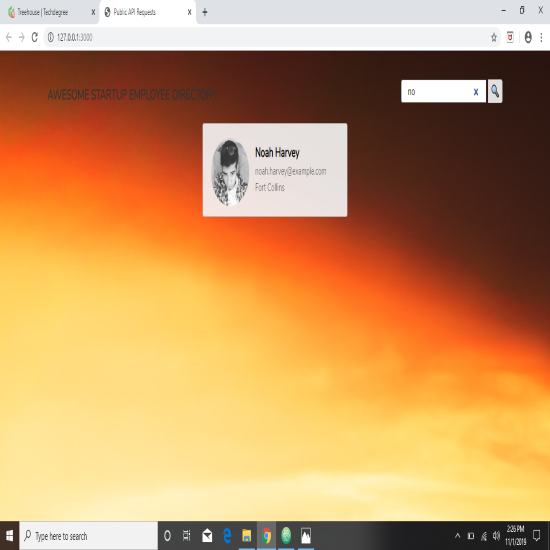 Treehouse | Techdegree
Public API Requests
127.0.0.1:3000
AWESOME STARTUP EMPLOYEE DIRECTORY
no
Noah Harvey
noah.harvey@example.com
Fort Collins
Type here to search
2:26 PM
11/1/2019